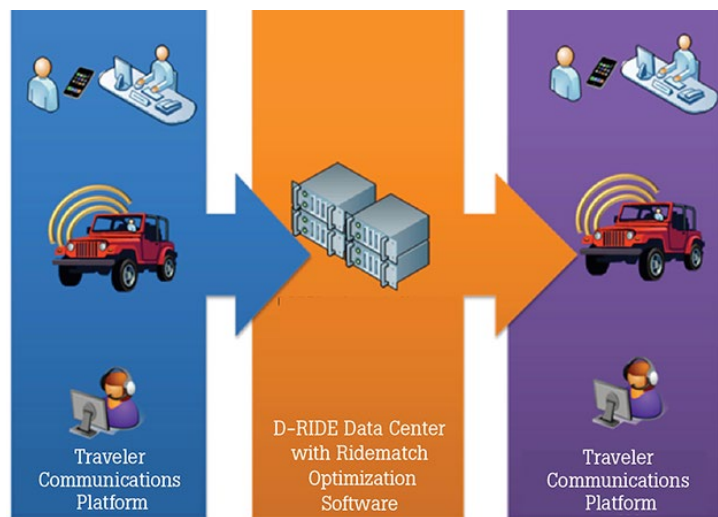 Traveler
Communications
Platform
D-RIDE Data Center
with Ridematch
Optimization
Software
Traveler
Communications
Platform